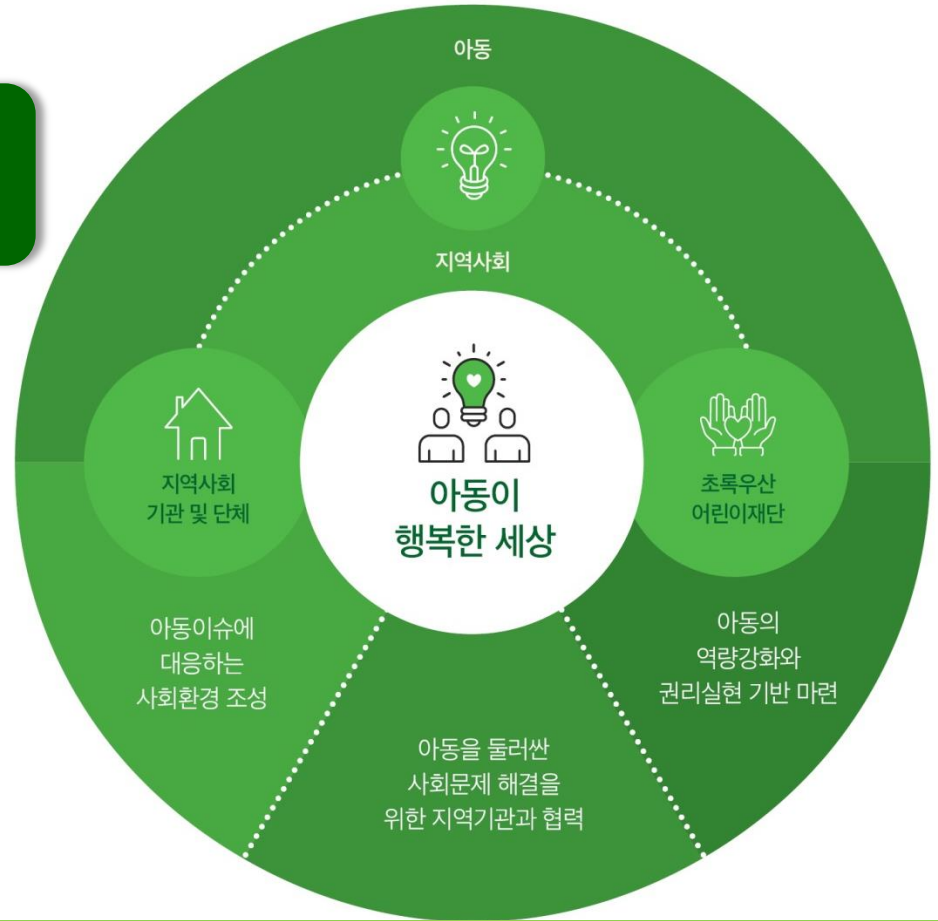 아동
지역사회
지역사회
기관 및 단체
아동이
행복한 세상
초록우산
어린이재단
아동이슈에
대응하는
사회환경 조성
아동을 둘러싼
사회문제 해결을
위한 지역기관과 협력
아동의
역량강화와
권리실현 기반 마련